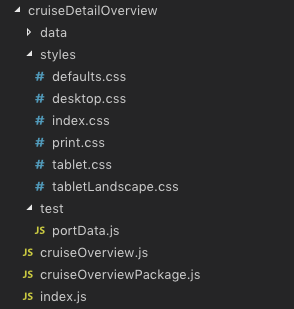 cruiseDetailOverview
data
styles
# defaults.css
# desktop.css
# index.css
# print.css
# tablet.css
# tabletLandscape.css
test
JS portData.js
JS cruiseOverview.js
JS cruiseOverviewPackage.js
JS index.js